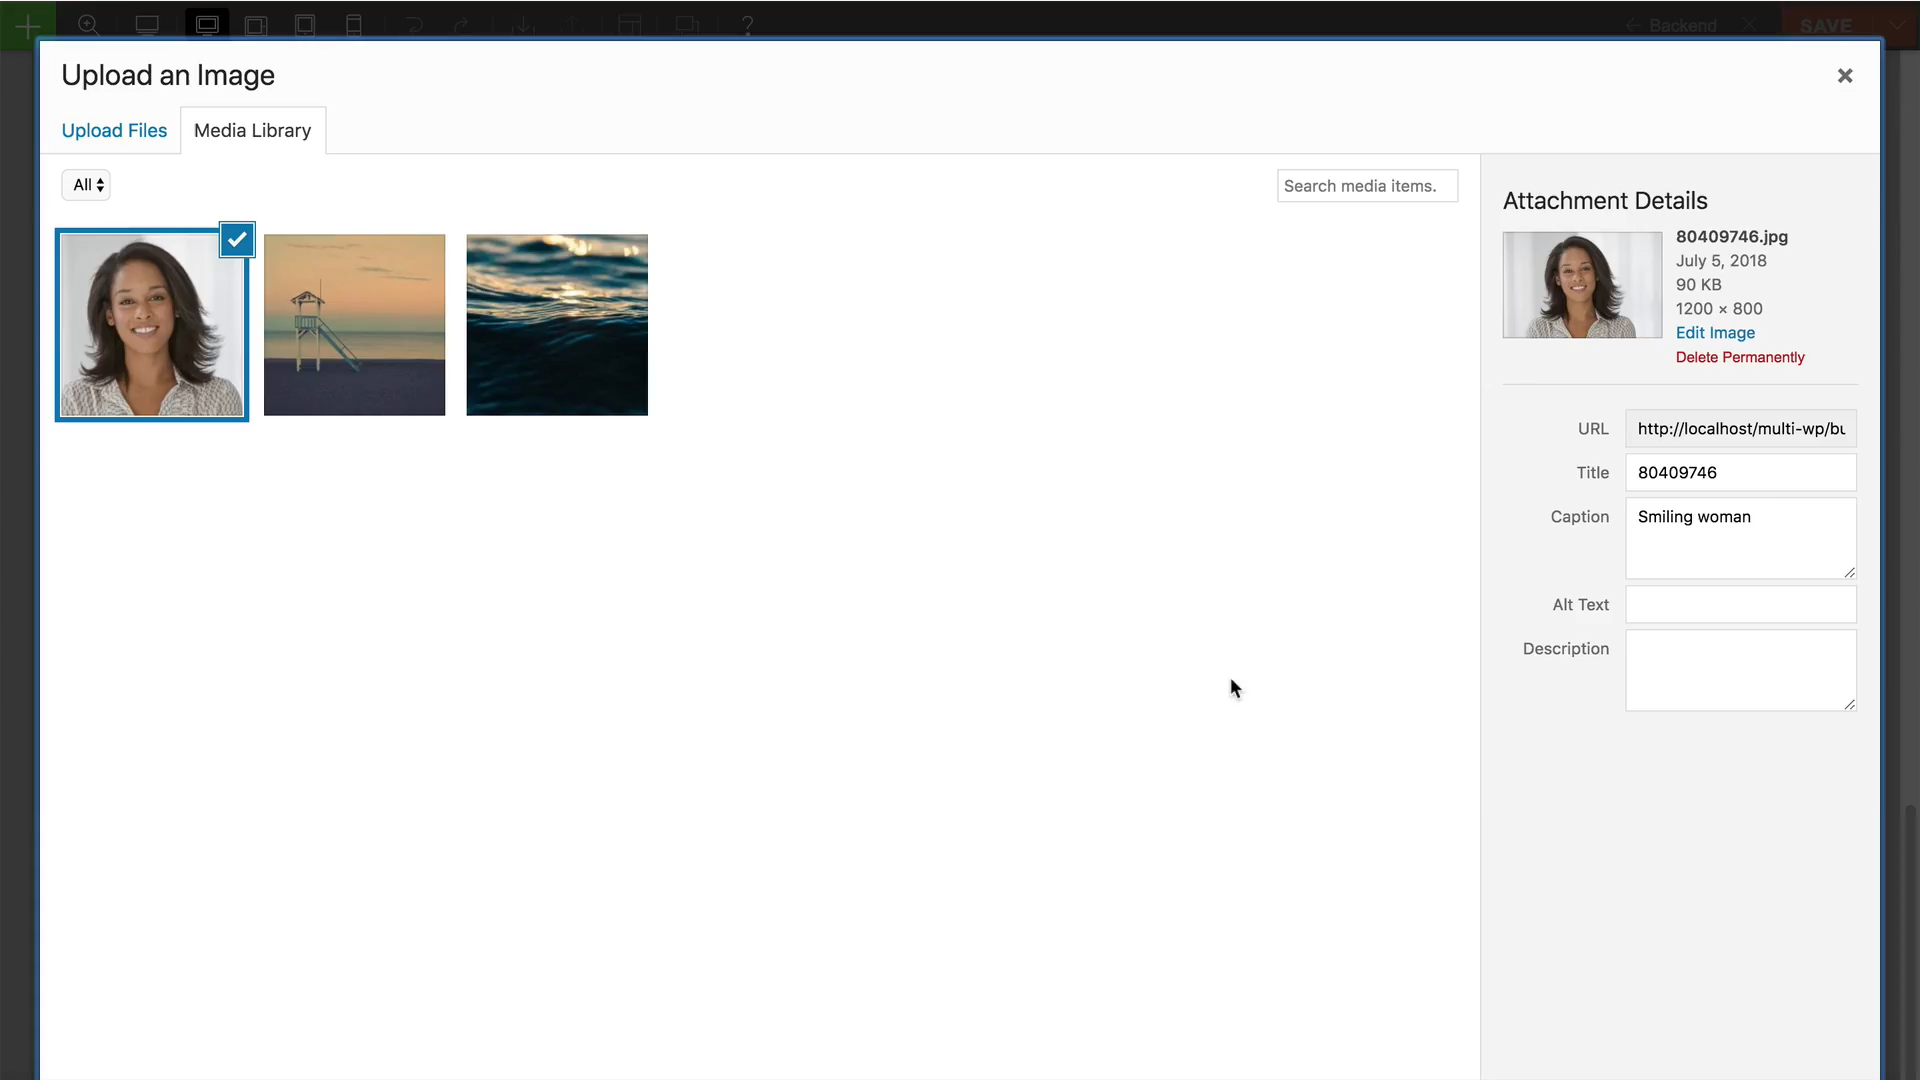 ? ← Backend SAVE
Upload an Image
Upload Files Media Library
All
Search media items.
Attachment Details
80409746.jpg
July 5, 2018
90 KB
1200 × 800
Edit Image
Delete Permanently
URL http://localhost/multi-wp/bu
Title 80409746
Caption Smiling woman
Alt Text
Description